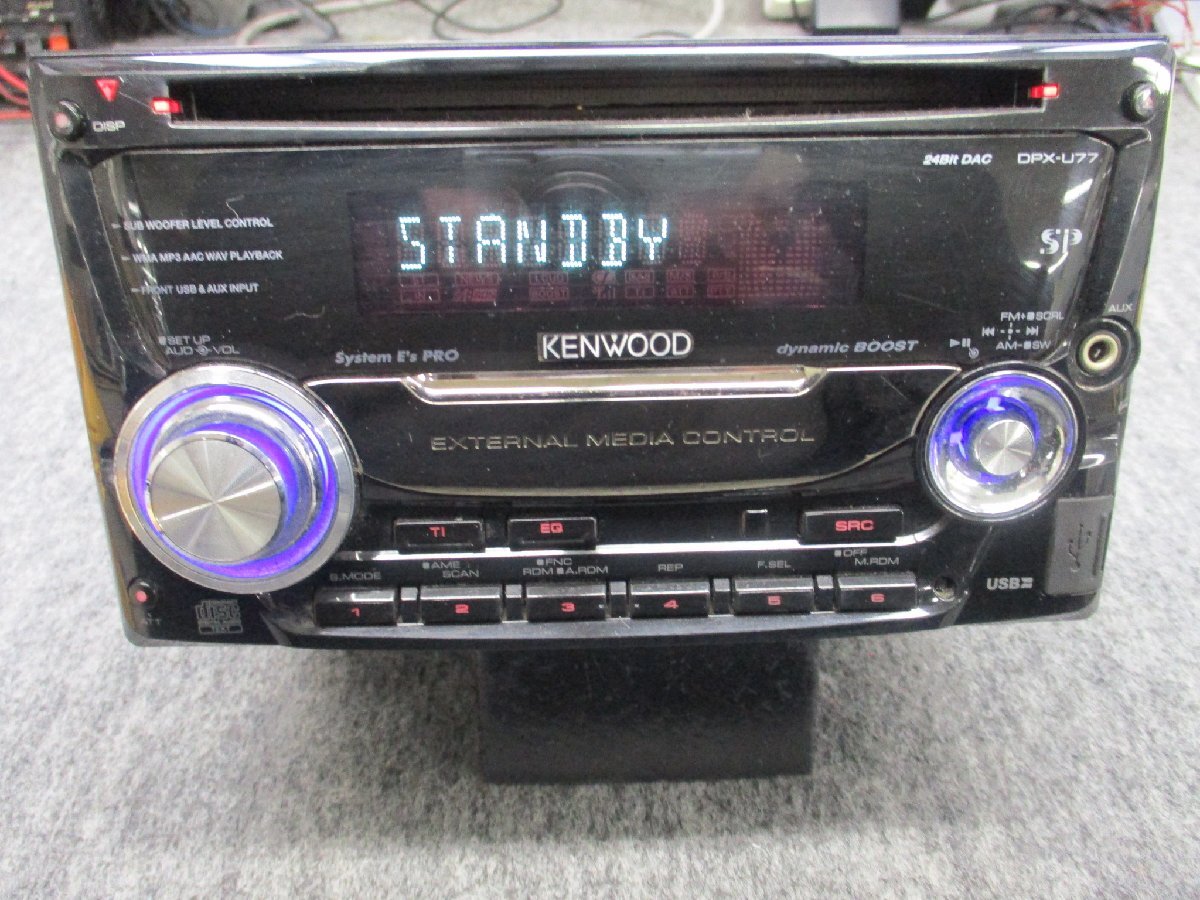 DISP
24Bit DAC DPX-U77
SUB WOOFER LEVEL CONTROL
STANDBY
WMA MP3 AAC WAV PLAYBACK
FRONT USB & AUX INPUT
SET UP
AUD VOL
System E's PRO
KENWOOD
dynamic BOOST
FM+ SCRL
AM- SW
AUX
EXTERNAL MEDIA CONTROL
TI
EQ
SRC
S.MODE
AME
SCAN
FNC
RDM A.RDM
REP
F.SEL
OFF
M.RDM
1 2 3 4 5 6
USB
ATT
disc